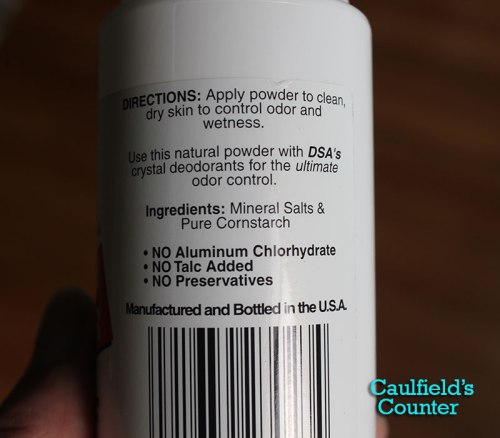 DIRECTIONS: Apply powder to clean,
dry skin to control odor and
wetness.
Use this natural powder with DSA's
crystal deodorants for the ultimate
odor control.
Ingredients: Mineral Salts &
Pure Cornstarch
• NO Aluminum Chlorhydrate
• NO Talc Added
• NO Preservatives
Manufactured and Bottled in the U.S.A.
Caulfield's
Counter